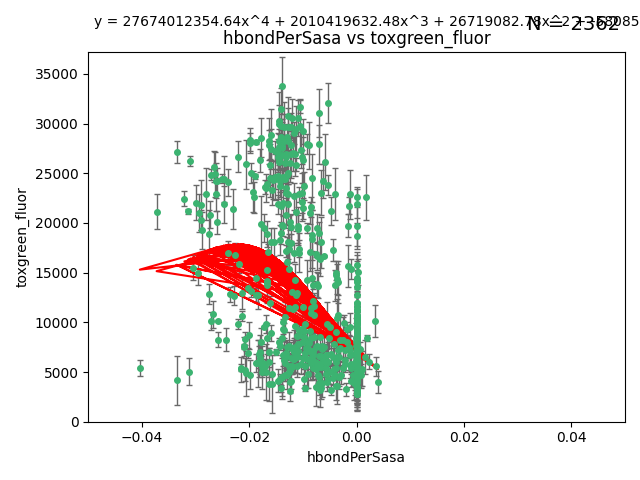 y = 27674012354.64x^4 + 2010419632.48x^3 + 26719082.78x^2 +
N = 2362
hbondPerSasa vs toxgreen_fluor
35000
30000
25000
20000
15000
10000
5000
0
toxgreen_fluor
−0.04
−0.02
0.00
0.02
0.04
hbondPerSasa